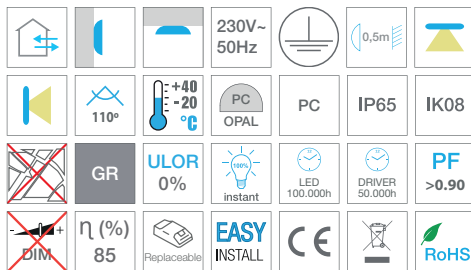 230V~
50Hz
0,5m
110º
+40
-20
°C
PC
OPAL
PC
IP65
IK08
GR
ULOR
0%
100%
instant
LED
100.000h
DRIVER
50.000h
PF
>0.90
- +
DIM
η (%)
85
Replaceable
EASY
INSTALL
CE
RoHS